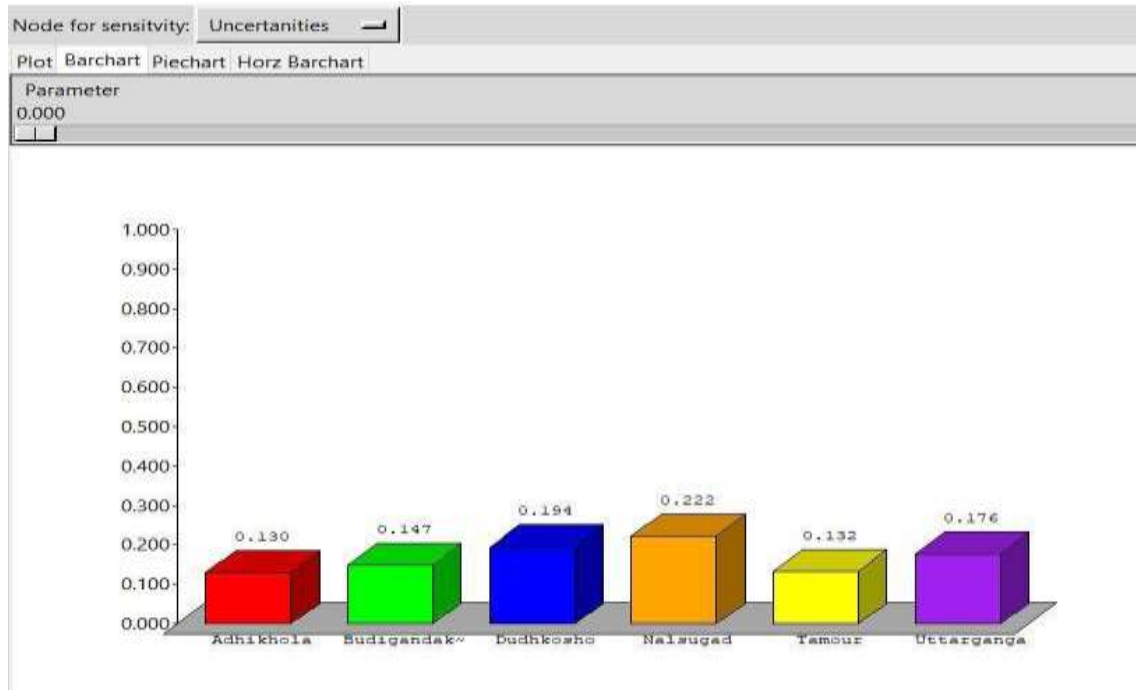 Node for sensitvity: Uncertanities
Plot Barchart Piechart Horz Barchart
Parameter
0.000
1.000
0.900
0.800
0.700
0.600
0.500
0.400
0.300
0.200
0.100
0.000
0.130 0.147 0.194 0.222 0.132 0.176
Adhikhola Budigandak~ Dudhkosho Nalsugad Tamour Uttarganga